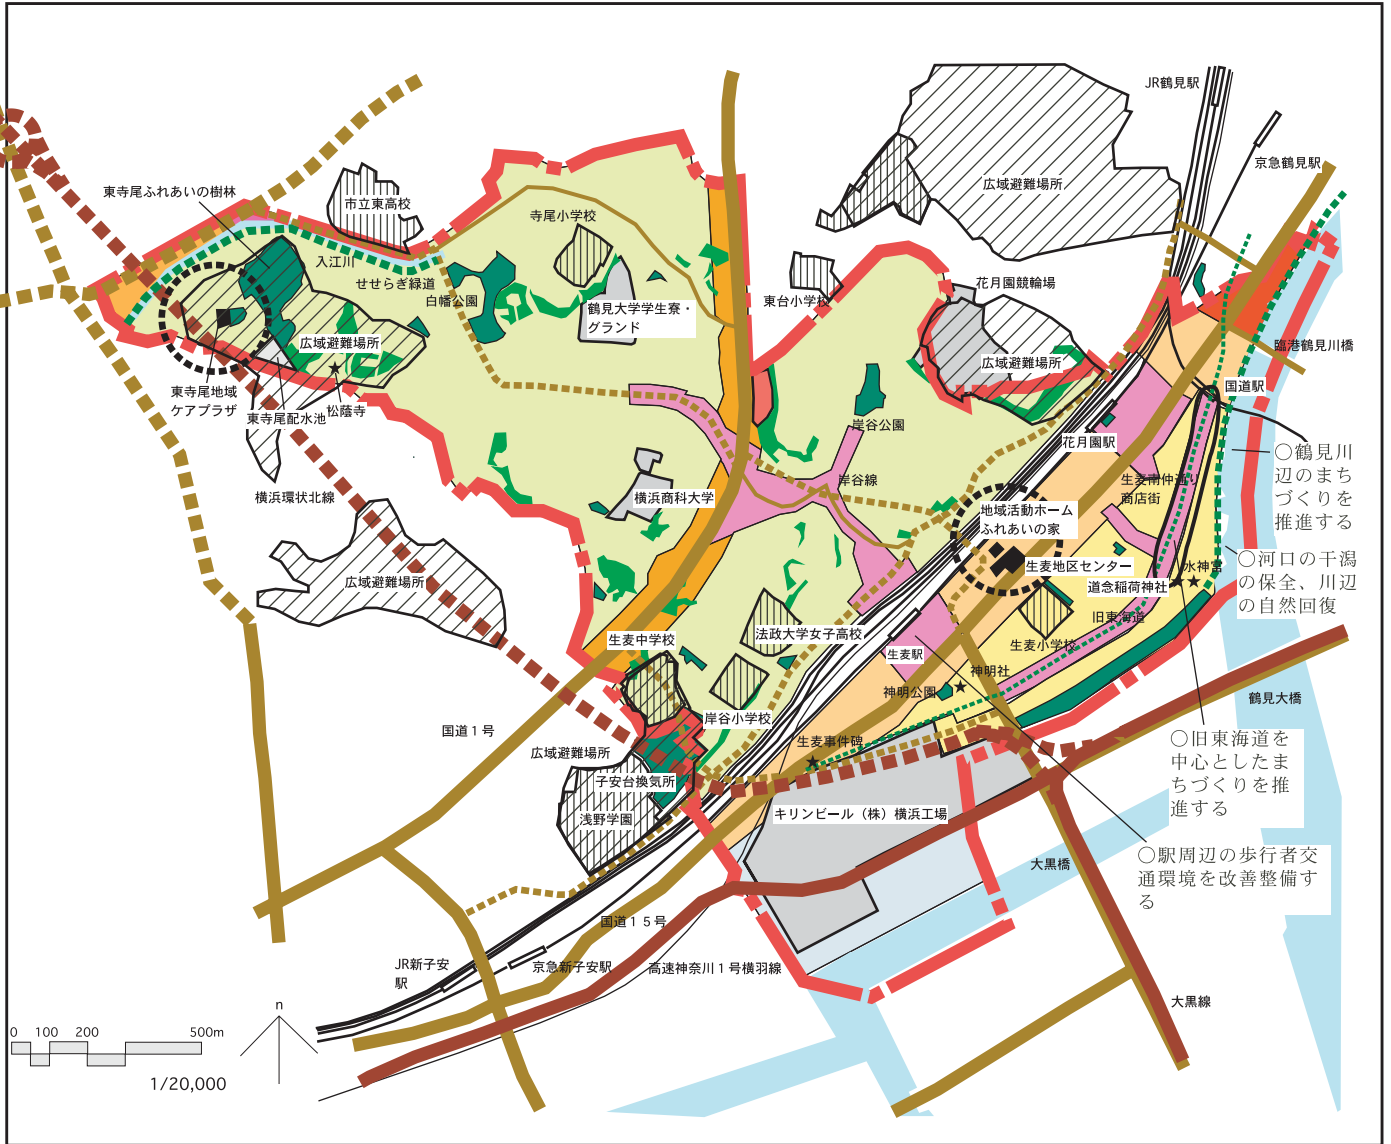 JR鶴見駅
京急鶴見駅
東寺尾ふれあいの樹林
市立東高校
広域避難場所
寺尾小学校
入江川
せせらぎ緑道
白幡公園
東台小学校
花月園競輪場
鶴見大学学生寮・
グランド
広域避難場所
広域避難場所
臨港鶴見川橋
東寺尾地域
ケアプラザ
松蔭寺
東寺尾配水池
国道駅
岸谷公園
花月園駅
○鶴見川
辺のまち
づくりを
推進する
横浜環状北線
横浜商科大学
岸谷線
生麦南仲通り
商店街
地域活動ホーム
ふれあいの家
生麦地区センター
水神宮
道念稲荷神社
○河口の干潟
の保全、川辺
の自然回復
広域避難場所
旧東海道
生麦中学校
法政大学女子高校
生麦小学校
生麦駅
神明社
神明公園
鶴見大橋
岸谷小学校
国道1号
広域避難場所
生麦事件碑
○旧東海道を
中心としたま
ちづくりを推
進する
子安台換気所
浅野学園
キリンビール（株）横浜工場
大黒橋
○駅周辺の歩行者交
通環境を改善整備す
る
国道15号
JR新子安
駅
京急新子安駅
高速神奈川1号横羽線
大黒線
n
0 100 200 500m
1/20,000